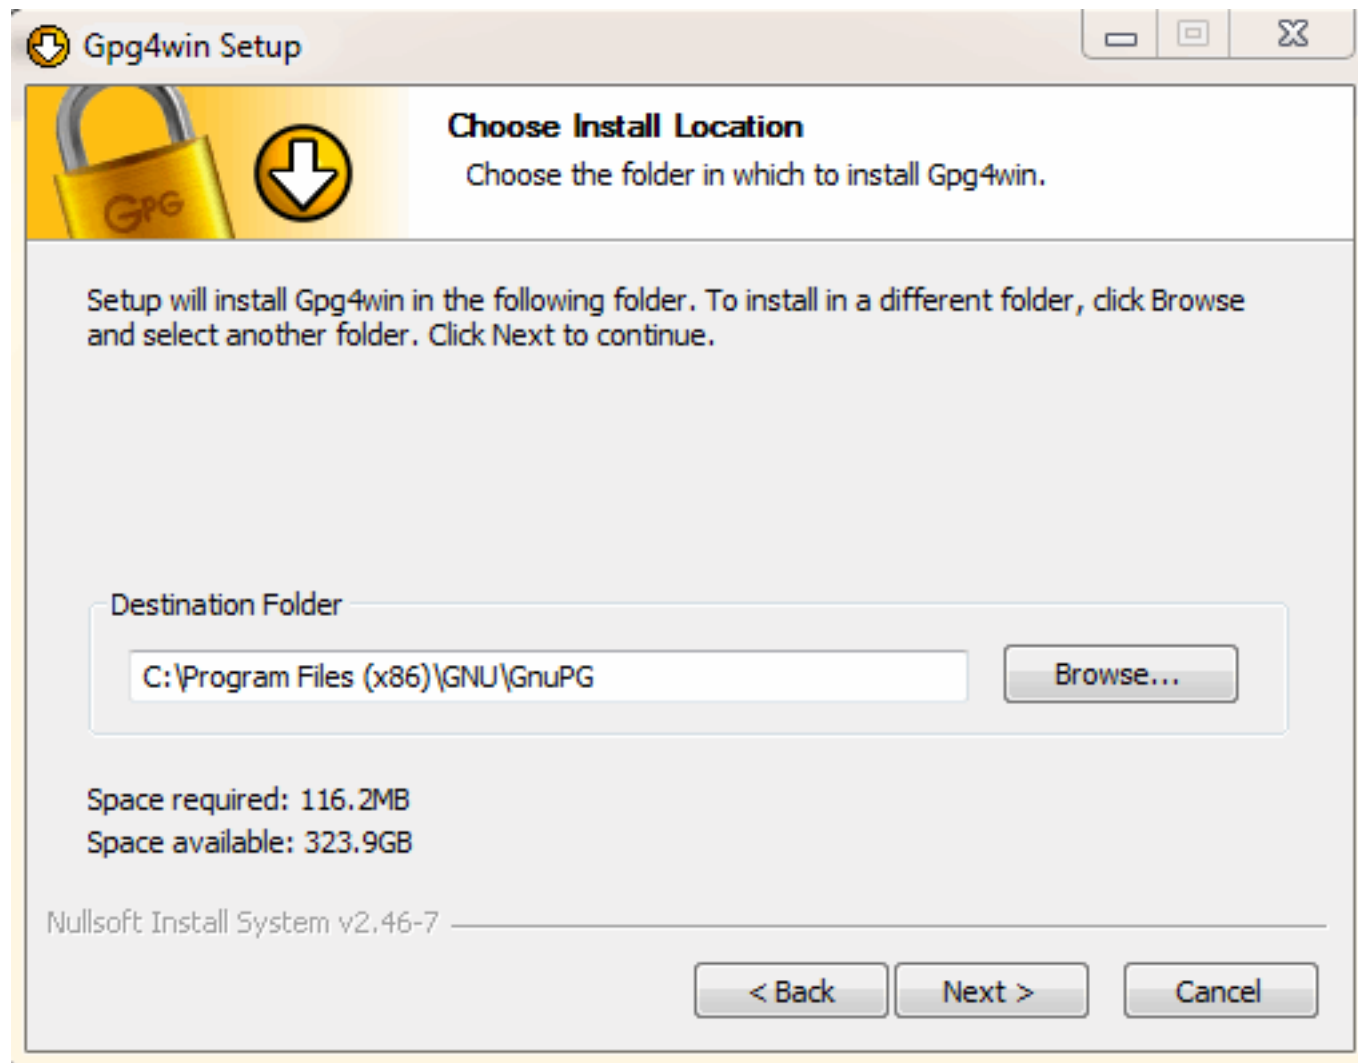 Gpg4win Setup
GPG
Choose Install Location
Choose the folder in which to install Gpg4win.
Setup will install Gpg4win in the following folder. To install in a different folder, click Browse
and select another folder. Click Next to continue.
Destination Folder
C:\Program Files (x86)\GNU\GnuPG
Browse...
Space required: 116.2MB
Space available: 323.9GB
Nullsoft Install System v2.46-7
< Back
Next >
Cancel